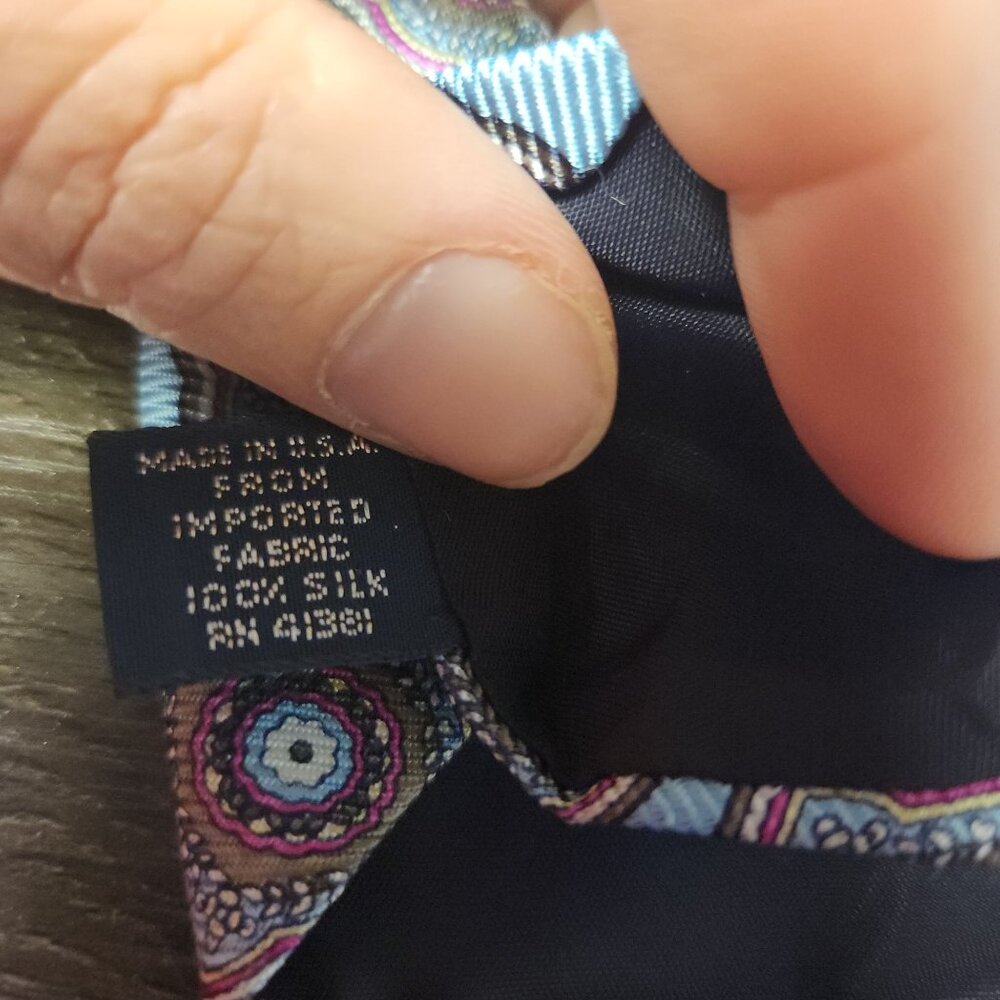 MADE IN U.S.A.
FROM
IMPORTED
FABRIC
100% SILK
RN 41381